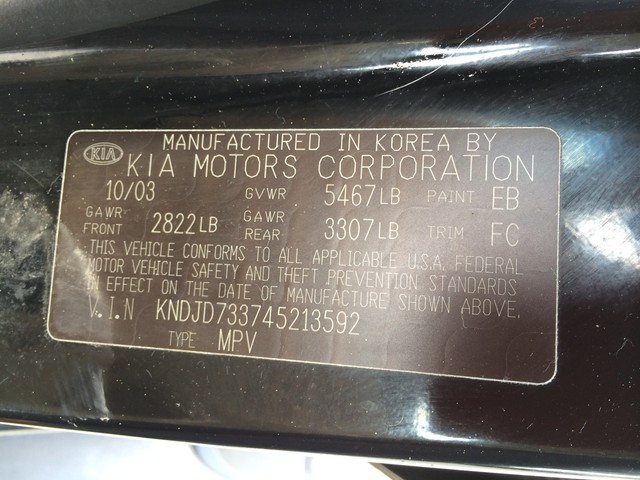 MANUFACTURED IN KOREA BY
KIA KIA MOTORS CORPORATION
10/03 GVWR 5467LB PAINT EB
GAWR FRONT 2822LB GAWR REAR 3307LB TRIM FC
THIS VEHICLE CONFORMS TO ALL APPLICABLE U.S.A. FEDERAL
MOTOR VEHICLE SAFETY AND THEFT PREVENTION STANDARDS
IN EFFECT ON THE DATE OF MANUFACTURE SHOWN ABOVE.
V.I.N KNDJD733745213592
TYPE MPV